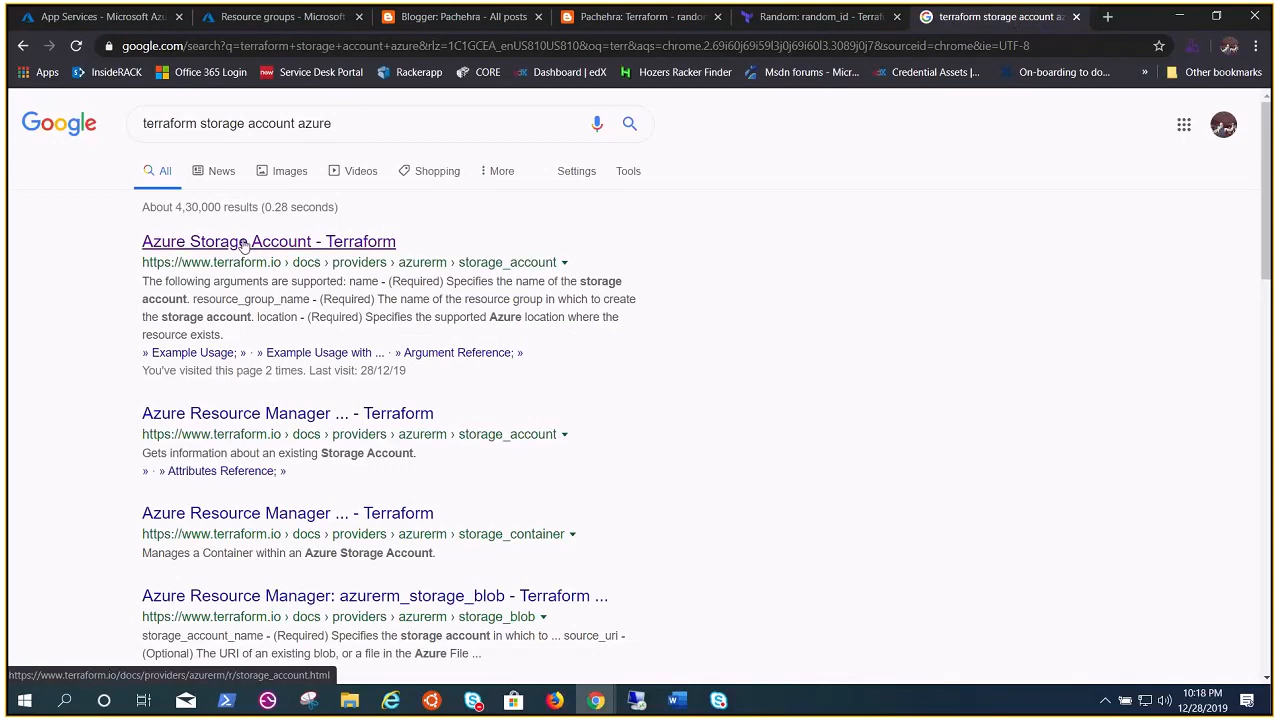 App Services - Microsoft Azu
Resource groups - Microsoft
Blogger: Pachehra - All posts
Pachehra: Terraform - random
Random: random_id - Terraf
terraform storage account az
google.com/search?q=terraform+storage+account+azure&rlz=1C1GCEA_enUS810US810&oq=terr&aqs=chrome.2.69i60j69i59l3j0j69i60l3.3089j0j7&sourceid=chrome&ie=UTF-8
Apps
InsideRACK
Office 365 Login
new
Service Desk Portal
Rackerapp
CORE
Dashboard | edX
Hozers Racker Finder
Msdn forums - Micr...
Credential Assets|...
On-boarding to do...
»
Other bookmarks
Google
terraform storage account azure
All
News
Images
Videos
Shopping
More
Settings
Tools
About 4,30,000 results (0.28 seconds)
Azure Storage Account - Terraform
https://www.terraform.io › docs › providers › azurerm › storage_account
The following arguments are supported: name - (Required) Specifies the name of the storage
account. resource_group_name - (Required) The name of the resource group in which to create
the storage account. location - (Required) Specifies the supported Azure location where the
resource exists.
» Example Usage; » · » Example Usage with ... · » Argument Reference; »
You've visited this page 2 times. Last visit: 28/12/19
Azure Resource Manager ... - Terraform
https://www.terraform.io › docs › providers › azurerm › storage_account
Gets information about an existing Storage Account.
» · » Attributes Reference; »
Azure Resource Manager ... - Terraform
https://www.terraform.io › docs › providers › azurerm › storage_container
Manages a Container within an Azure Storage Account.
Azure Resource Manager: azurerm_storage_blob - Terraform ...
https://www.terraform.io › docs › providers › azurerm › storage_blob
storage_account_name - (Required) Specifies the storage account in which to ... source_uri -
(Optional) The URI of an existing blob, or a file in the Azure File ...
https://www.terraform.io/docs/providers/azurerm/r/storage_account.html
10:18 PM
12/28/2019